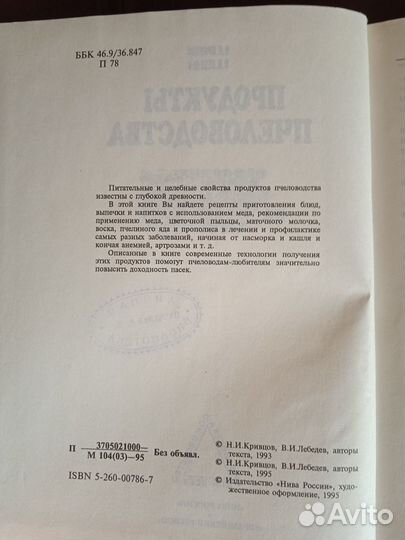 ББК 46.9/36.847
П 78
ПРОДУКТЫ
ПЧЕЛОВОДСТВА
Питательные и целебные свойства продуктов пчеловодства
известны с глубокой древности.
В этой книге Вы найдете рецепты приготовления блюд,
выпечки и напитков с использованием меда, рекомендации по
применению меда, цветочной пыльцы, маточного молочка,
воска, пчелиного яда и прополиса в лечении и профилактике
самых разных заболеваний, начиная от насморка и кашля и
кончая анемией, артрозами и т. д.
Описанные в книге современные технологии получения
этих продуктов помогут пчеловодам-любителям значительно
повысить доходность пасек.
П 3705021000—
М 104(03)—95 Без объявл.
ISBN 5-260-00786-7
© Н.И.Кривцов, В.И.Лебедев, авторы
текста, 1993
© Н.И.Кривцов, В.И.Лебедев, авторы
текста, 1995
© Издательство «Нива России», худо-
жественное оформление, 1995
Avito